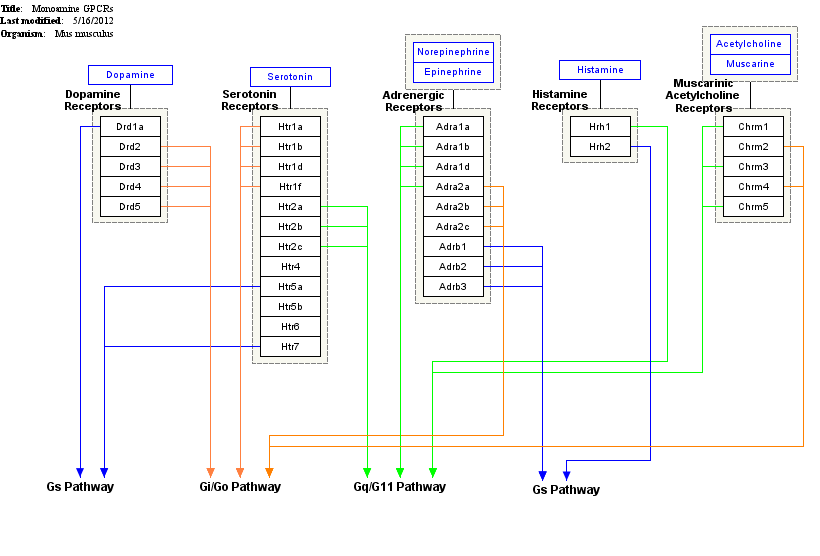 Title: Monoamine GPCRs
Last modified: 5/16/2012
Organism: Mus musculus
Dopamine
Serotonin
Norepinephrine
Epinephrine
Histamine
Acetylcholine
Muscarine
Dopamine
Receptors
Serotonin
Receptors
Adrenergic
Receptors
Histamine
Receptors
Muscarinic
Acetylcholine
Receptors
Drd1a
Drd2
Drd3
Drd4
Drd5
Htr1a
Htr1b
Htr1d
Htr1f
Htr2a
Htr2b
Htr2c
Htr4
Htr5a
Htr5b
Htr6
Htr7
Adra1a
Adra1b
Adra1d
Adra2a
Adra2b
Adra2c
Adrb1
Adrb2
Adrb3
Hrh1
Hrh2
Chrm1
Chrm2
Chrm3
Chrm4
Chrm5
Gs Pathway
Gi/Go Pathway
Gq/G11 Pathway
Gs Pathway